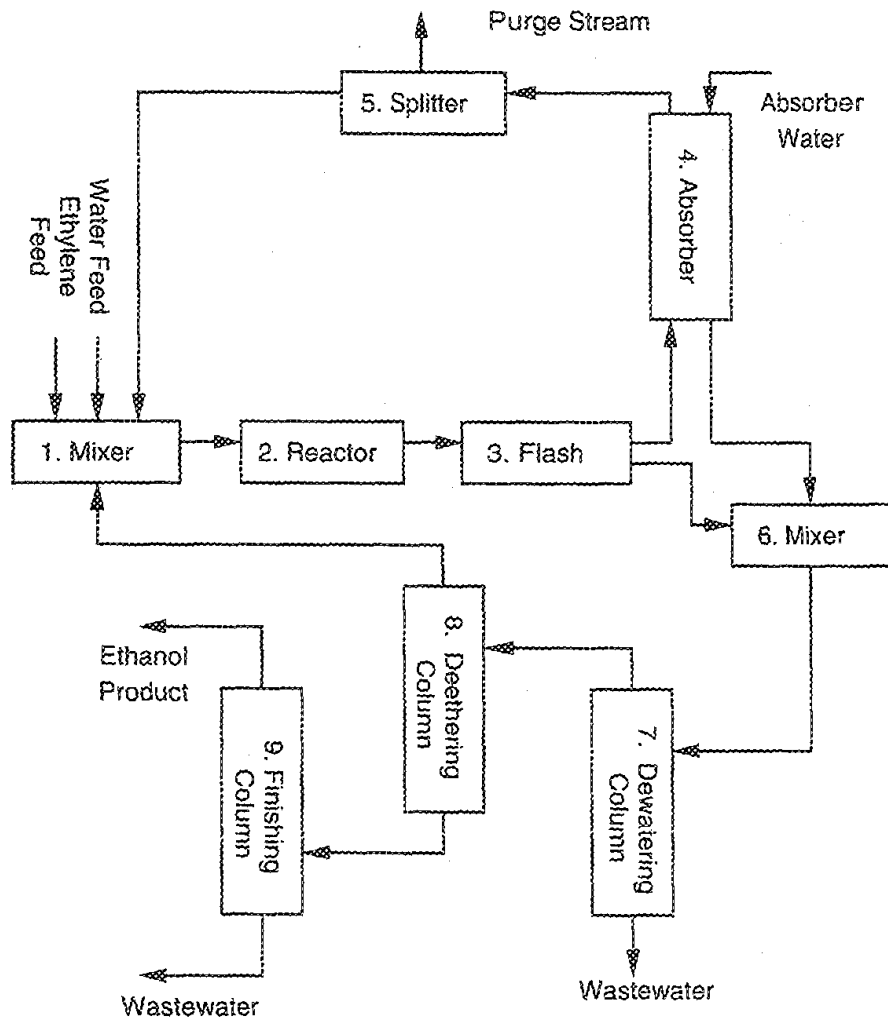 Purge Stream
5. Splitter
Absorber
Water
4. Absorber
Water Feed
Ethylene
Feed
1. Mixer
2. Reactor
3. Flash
6. Mixer
8. Deethering
Column
Ethanol
Product
9. Finishing
Column
7. Dewatering
Column
Wastewater
Wastewater